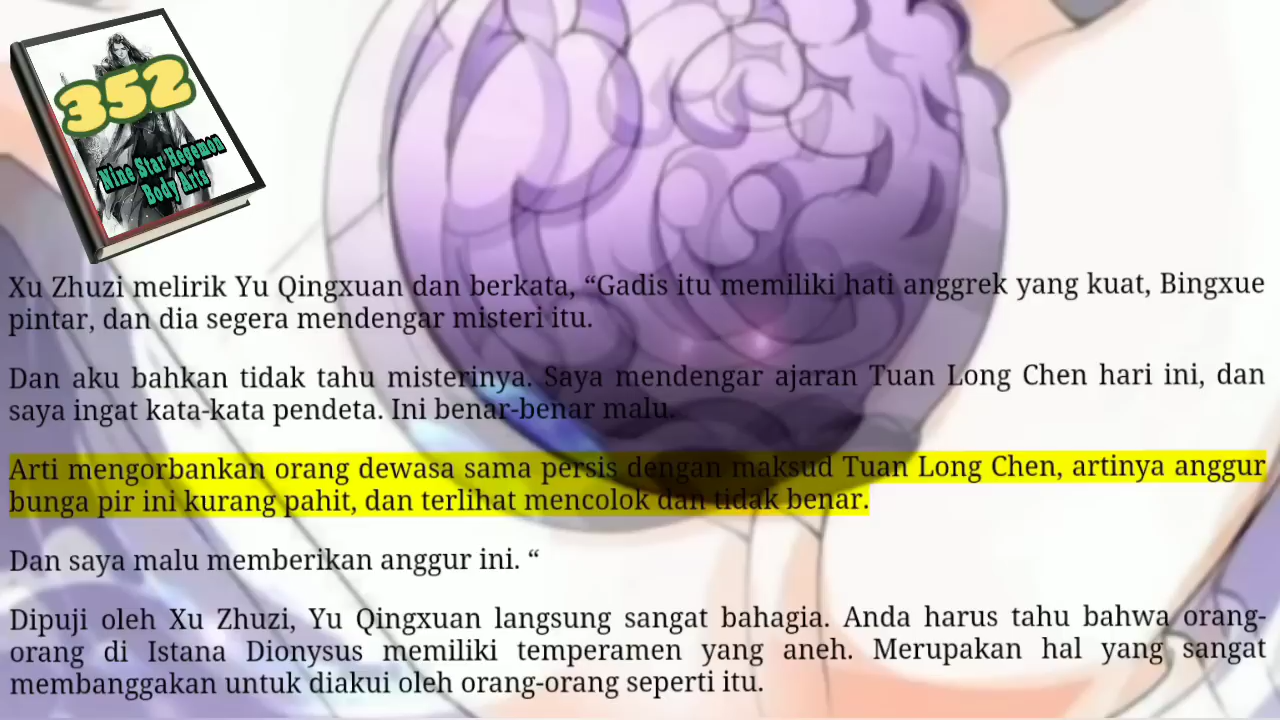 352
Nine Star Hegemon
Body Arts
Xu Zhuzi melirik Yu Qingxuan dan berkata, “Gadis itu memiliki hati anggrek yang kuat, Bingxue
pintar, dan dia segera mendengar misteri itu.
Dan aku bahkan tidak tahu misterinya. Saya mendengar ajaran Tuan Long Chen hari ini, dan
saya ingat kata-kata pendeta. Ini benar-benar malu.
Arti mengorbankan orang dewasa sama persis dengan maksud Tuan Long Chen, artinya anggur
bunga pir ini kurang pahit, dan terlihat mencolok dan tidak benar.
Dan saya malu memberikan anggur ini. “
Dipuji oleh Xu Zhuzi, Yu Qingxuan langsung sangat bahagia. Anda harus tahu bahwa orang-
orang di Istana Dionysus memiliki temperamen yang aneh. Merupakan hal yang sangat
membanggakan untuk diakui oleh orang-orang seperti itu.